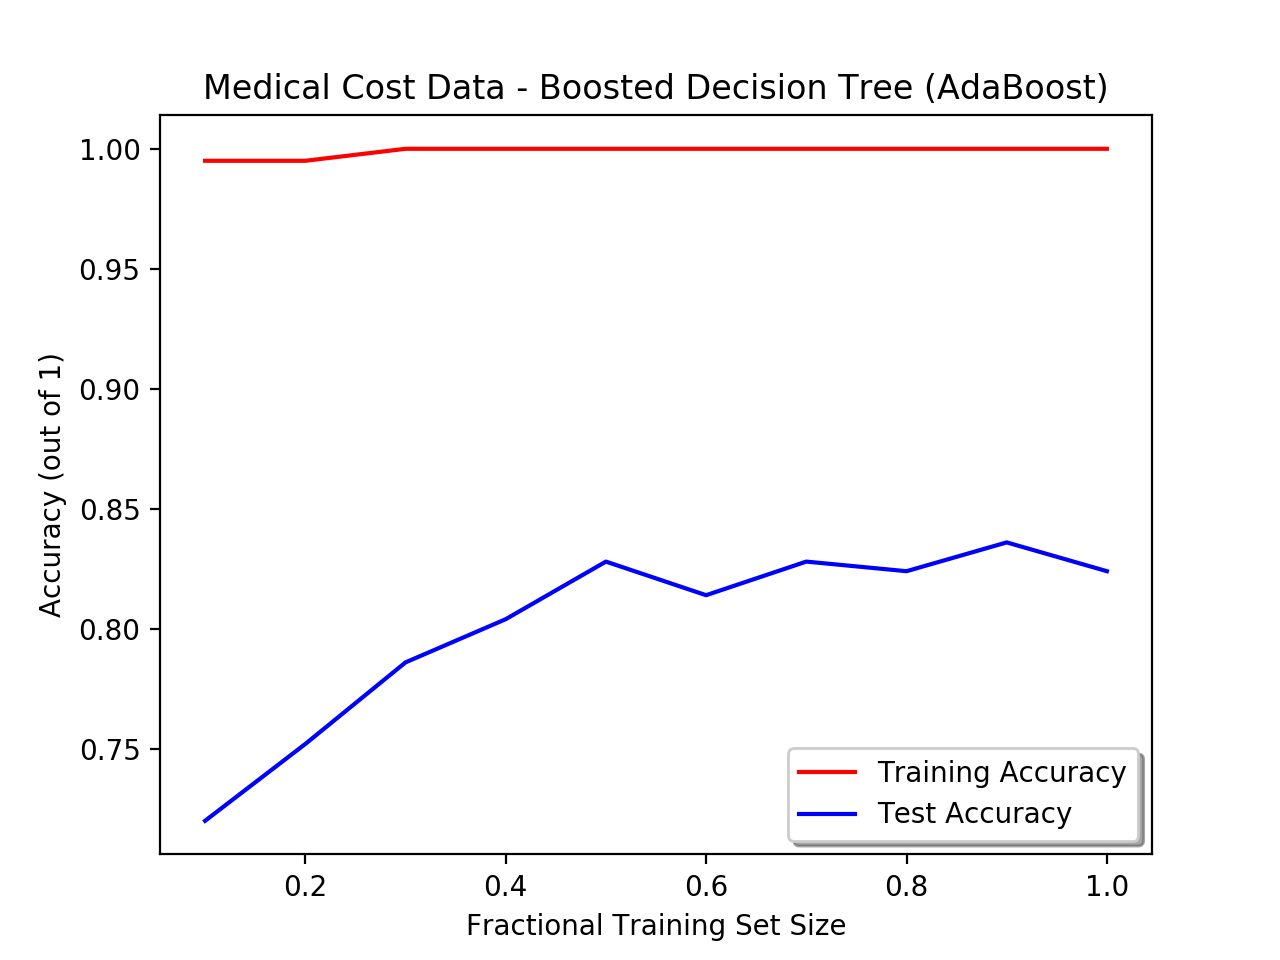 Medical Cost Data - Boosted Decision Tree (AdaBoost)
1.00
0.95
0.90
0.85
0.80
0.75
Accuracy (out of 1)
Training Accuracy
Test Accuracy
0.2 0.4 0.6 0.8 1.0
Fractional Training Set Size